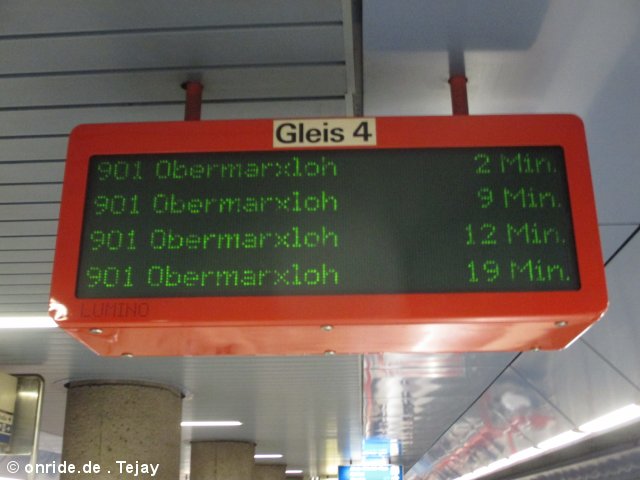 Gleis 4
901 Obermarxloh 2 Min.
901 Obermarxloh 9 Min.
901 Obermarxloh 12 Min.
901 Obermarxloh 19 Min.
LUMINO
© onride.de . Tejay